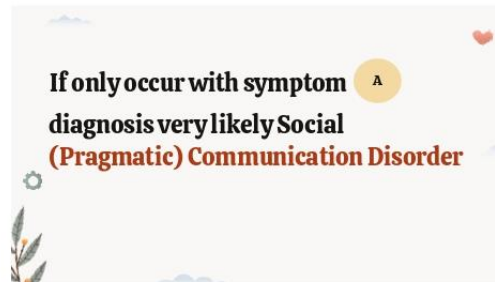 If only occur with symptom A
diagnosis very likely Social
(Pragmatic) Communication Disorder